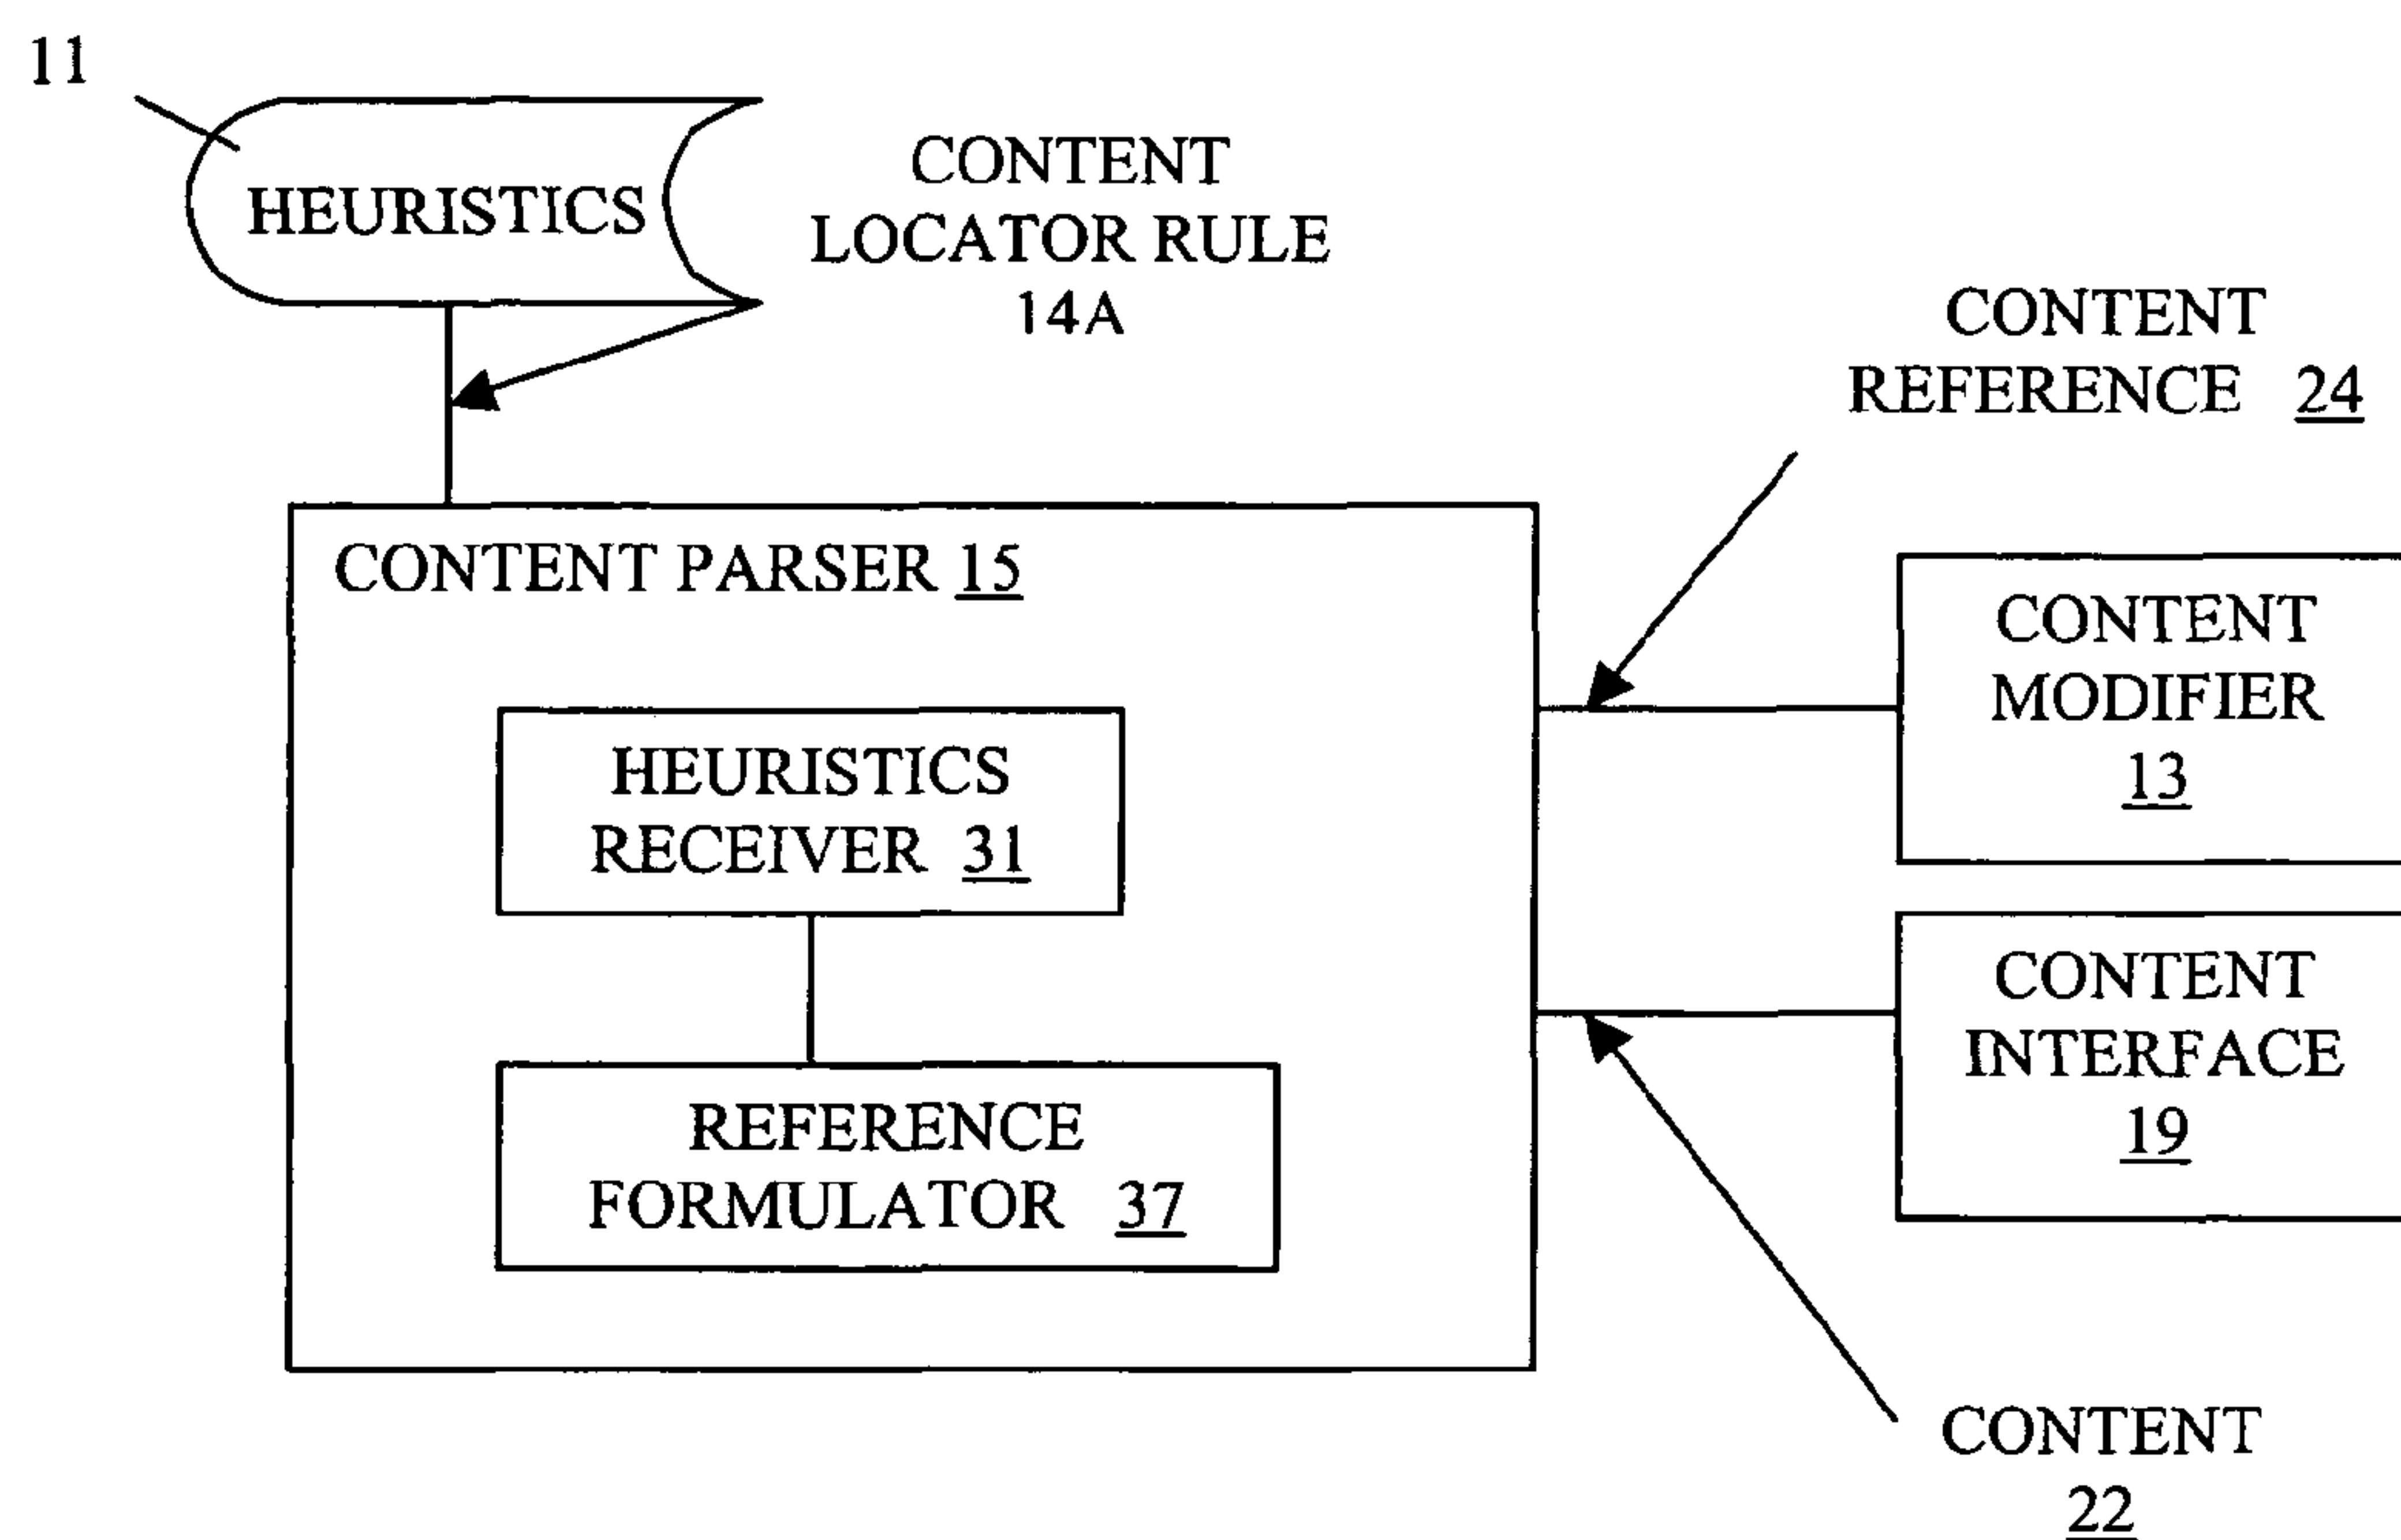 11
HEURISTICS
CONTENT
LOCATOR RULE
14A
CONTENT
REFERENCE 24
CONTENT PARSER 15
HEURISTICS
RECEIVER 31
REFERENCE
FORMULATOR 37
CONTENT
MODIFIER
13
CONTENT
INTERFACE
19
CONTENT
22